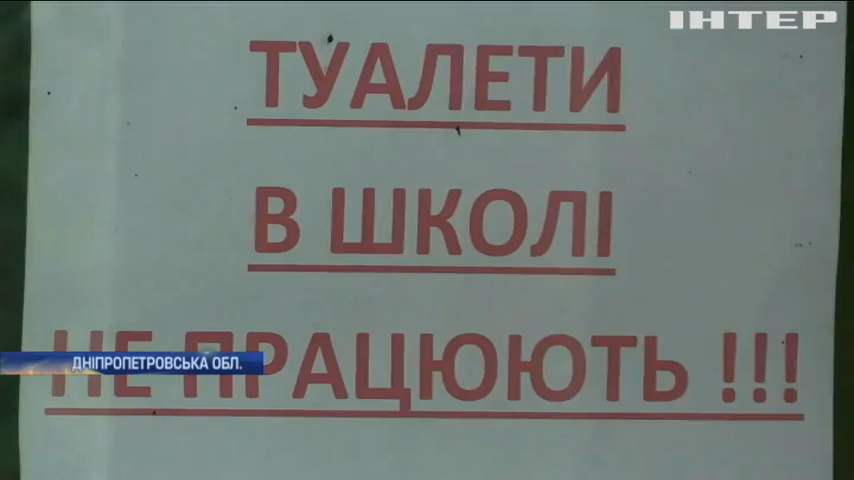 ІНТЕР
ТУАЛЕТИ
В ШКОЛІ
НЕ ПРАЦЮЮТЬ !!!
ДНІПРОПЕТРОВСЬКА ОБЛ.